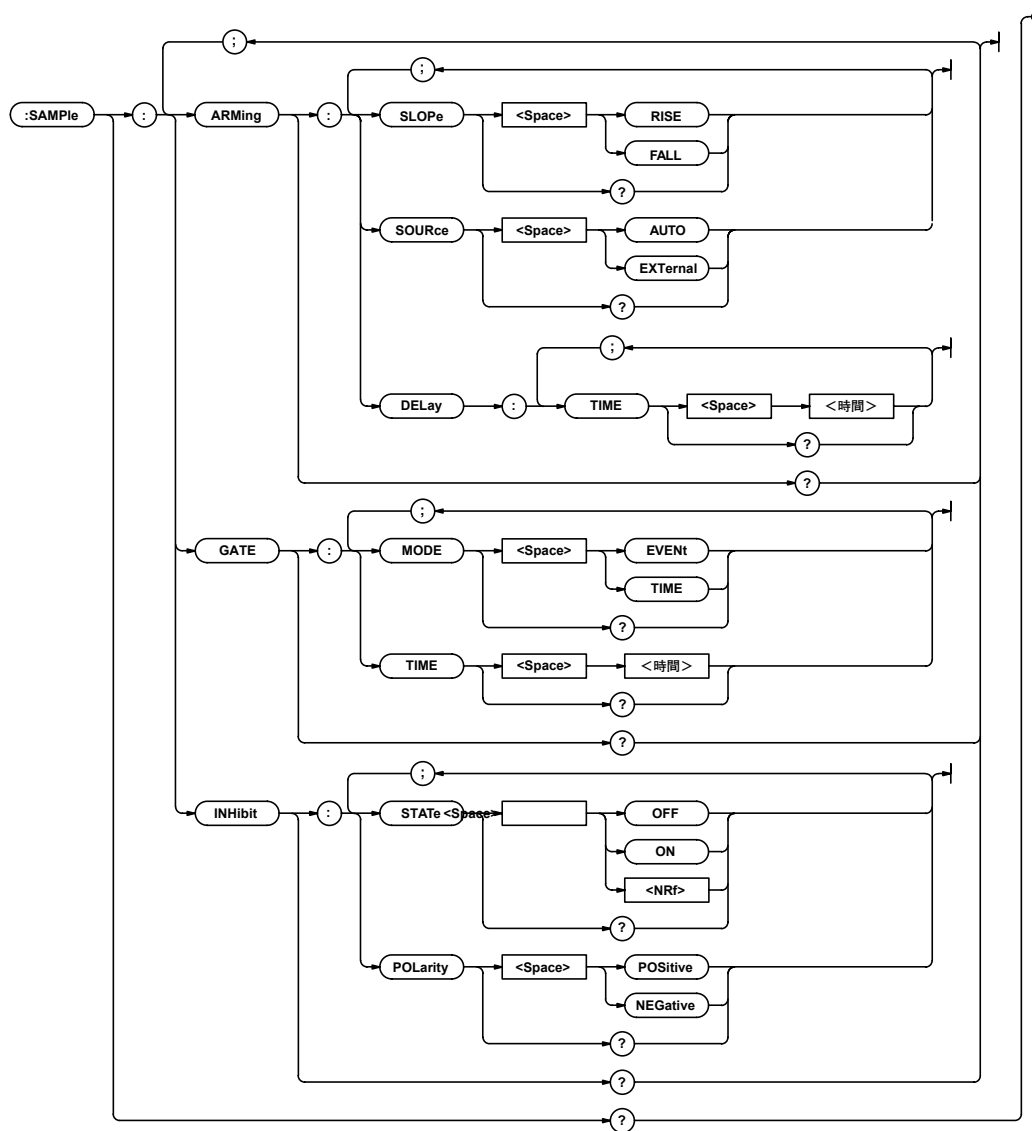 ;
;
:SAMPle : ARMing : SLOPe <Space> RISE
FALL
?
SOURce <Space> AUTO
EXTernal
?
;
DELay : TIME <Space> <時間>
?
?
;
GATE : MODE <Space> EVENt
TIME
?
TIME <Space> <時間>
?
?
;
INHibit : STATe <Space> OFF
ON
<NRf>
?
POLarity <Space> POSitive
NEGative
?
?
?